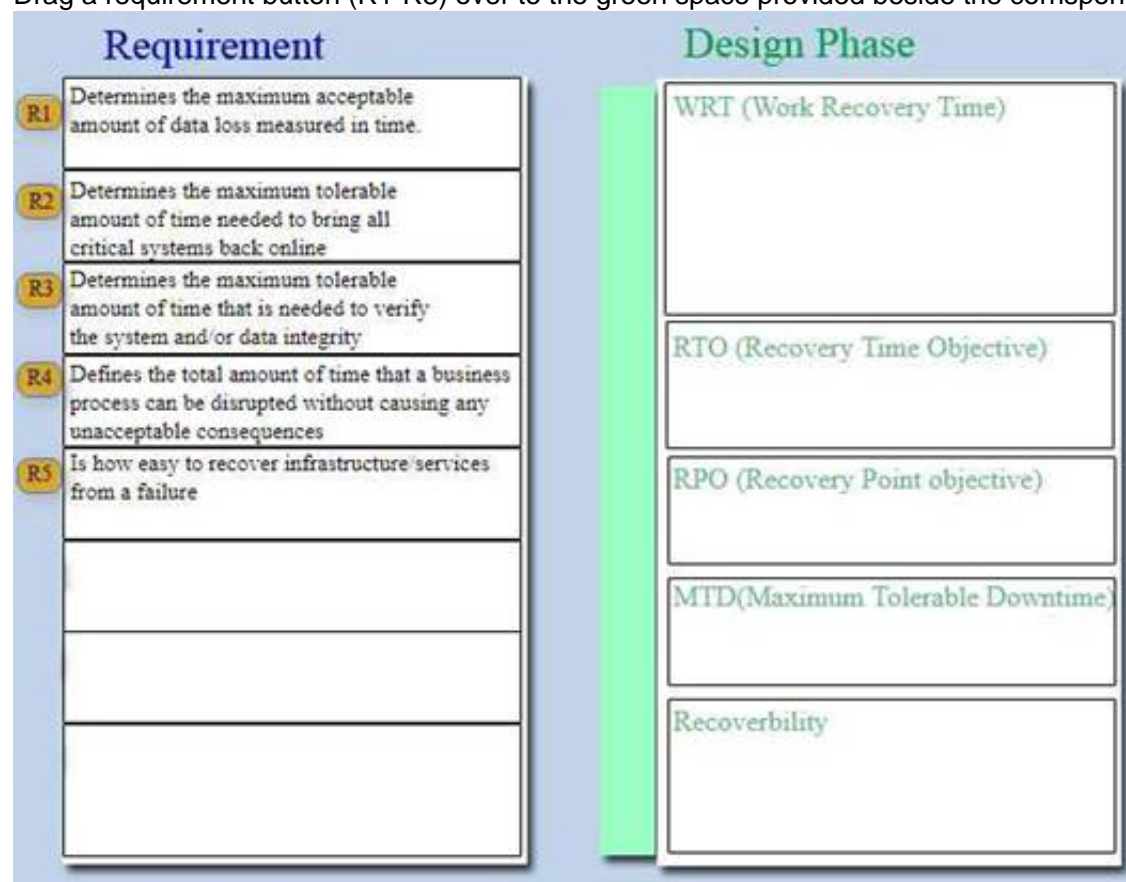 Drag a requirement button (R1-R5) over to the green space provided beside the
Requirement
R1
Determines the maximum acceptable
amount of data loss measured in time.
R2
Determines the maximum tolerable
amount of time needed to bring all
critical systems back online
R3
Determines the maximum tolerable
amount of time that is needed to verify
the system and/or data integrity
R4
Defines the total amount of time that a business
process can be disrupted without causing any
unacceptable consequences
R5
Is how easy to recover infrastructure/services
from a failure
Design Phase
WRT (Work Recovery Time)
RTO (Recovery Time Objective)
RPO (Recovery Point objective)
MTD(Maximum Tolerable Downtime)
Recoverbility